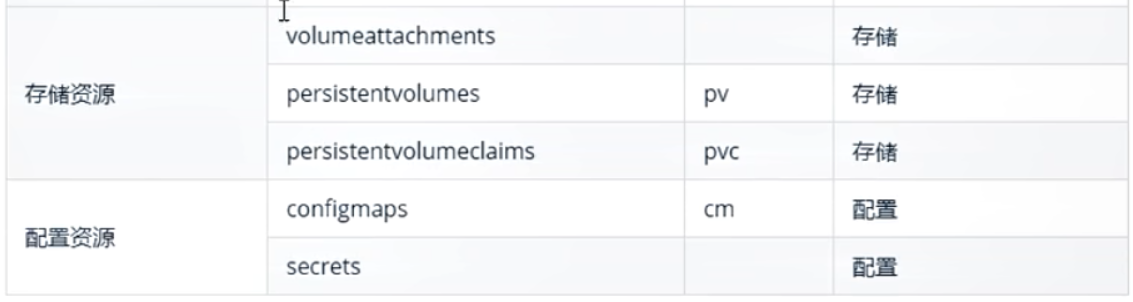 存储资源
volumeattachments 存储
persistentvolumes pv 存储
persistentvolumeclaims pvc 存储
配置资源
configmaps cm 配置
secrets 配置